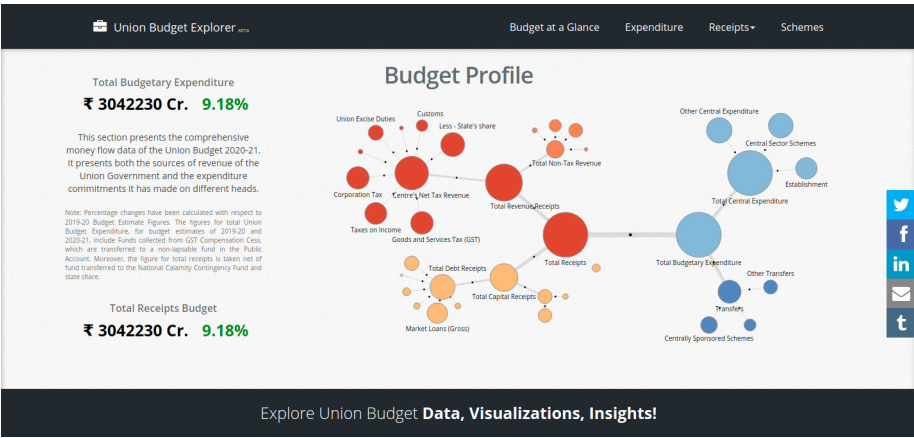 Union Budget Explorer BETA
Budget at a Glance
Expenditure
Receipts
Schemes
Total Budgetary Expenditure
₹ 3042230 Cr. 9.18%
This section presents the comprehensive
money flow data of the Union Budget 2020-21.
It presents both the sources of revenue of the
Union Government and the expenditure
commitments it has made on different heads.
Note: Percentage changes have been calculated with respect to
2019-20 Budget Estimate Figures. The figures for total Union
Budget Expenditure, for budget estimates of 2019-20 and
2020-21, include Funds collected from GST Compensation Cess,
which are transferred to a non-lapsable fund in the Public
Account. Moreover, the figure for total receipts is taken net of
fund transferred to the National Calamity Contingency Fund and
state share.
Total Receipts Budget
₹ 3042230 Cr. 9.18%
Budget Profile
Union Excise Duties
Customs
Less - State's share
Corporation Tax
Centre's Net Tax Revenue
Taxes on Income
Goods and Services Tax (GST)
Total Non-Tax Revenue
Total Revenue Receipts
Total Receipts
Total Debt Receipts
Total Capital Receipts
Market Loans (Gross)
Other Central Expenditure
Central Sector Schemes
Establishment
Total Central Expenditure
Total Budgetary Expenditure
Other Transfers
Transfers
Centrally Sponsored Schemes
f
in
t
Explore Union Budget Data, Visualizations, Insights!